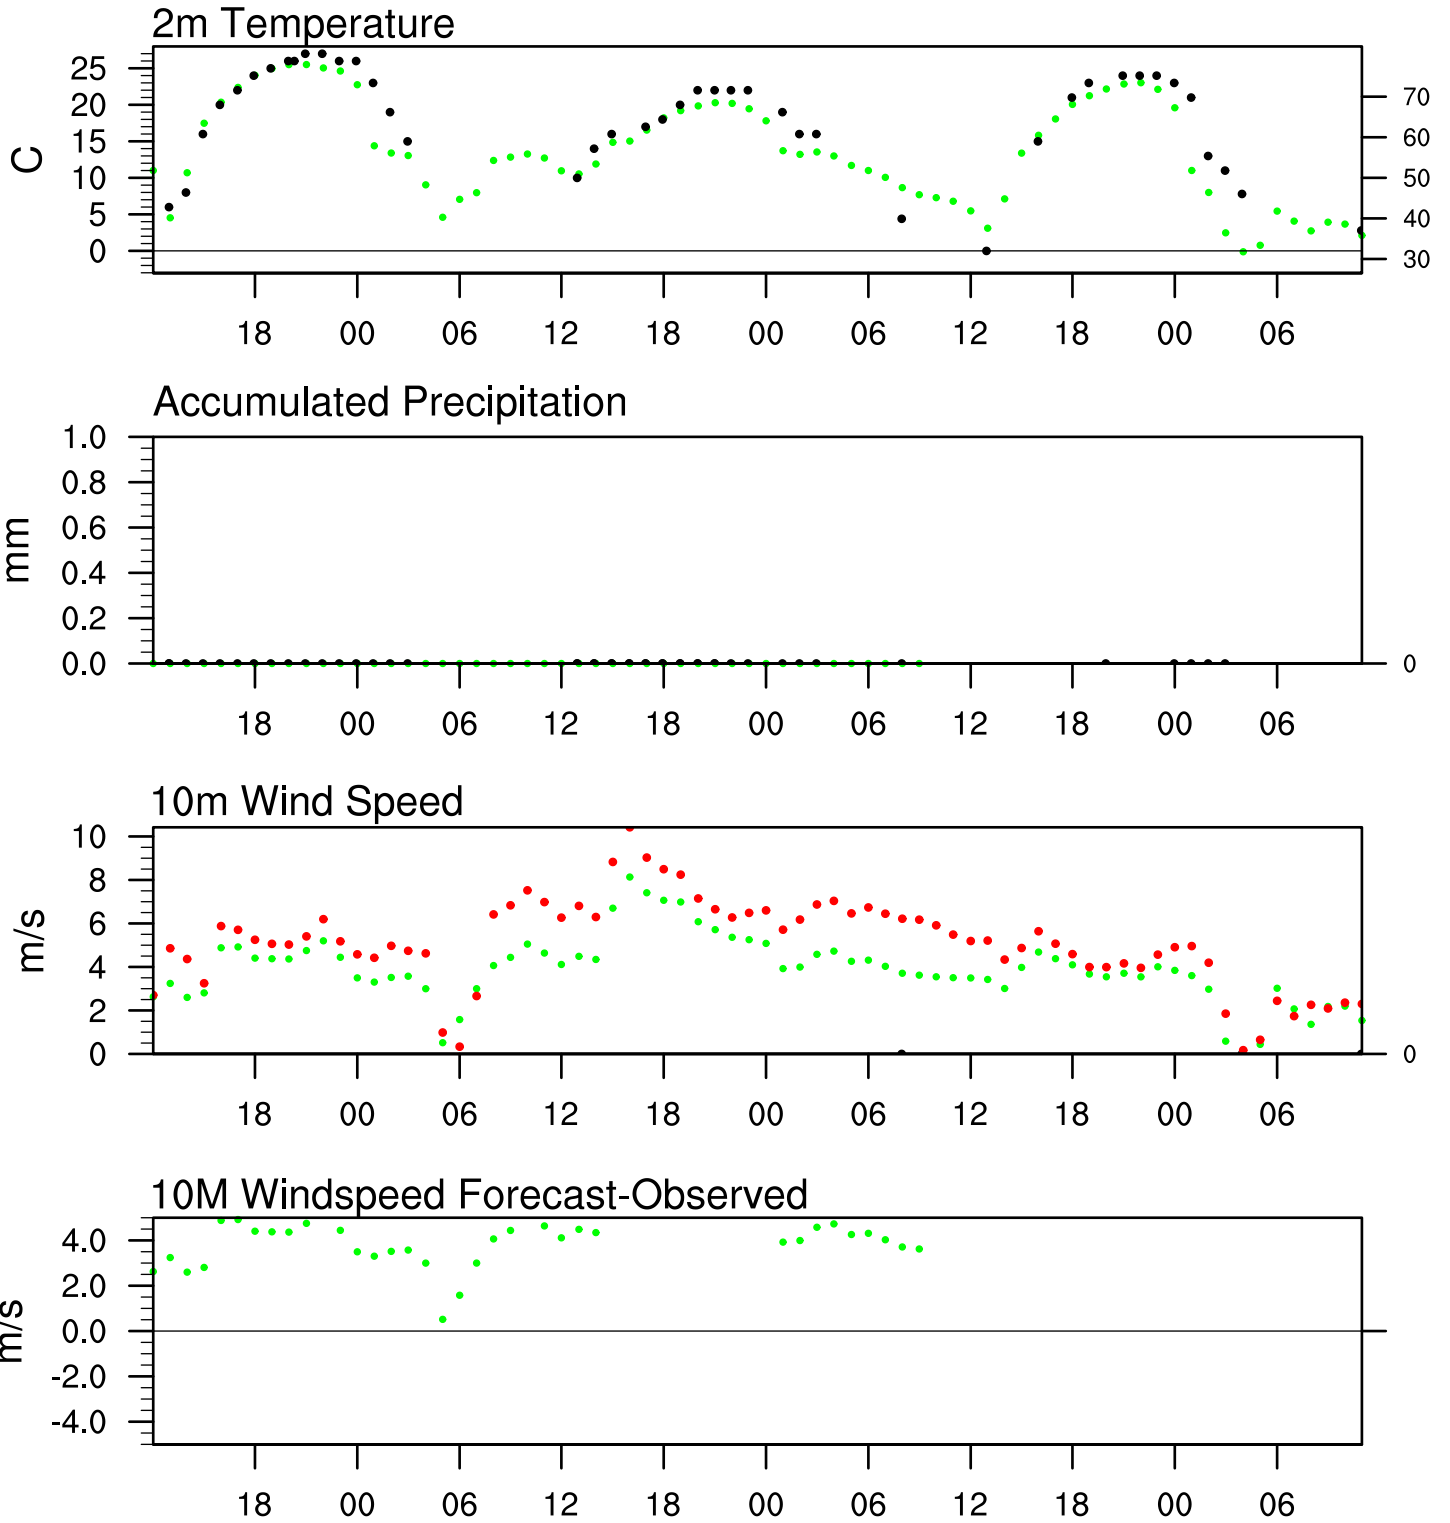 2m Temperature
25
20
15
10
5
0
C
70
60
50
40
30
18 00 06 12 18 00 06 12 18 00 06
Accumulated Precipitation
1.0
0.8
0.6
0.4
0.2
0.0
mm
0
18 00 06 12 18 00 06 12 18 00 06
10m Wind Speed
10
8
6
4
2
0
m/s
0
18 00 06 12 18 00 06 12 18 00 06
10M Windspeed Forecast-Observed
4.0
2.0
0.0
-2.0
-4.0
m/s
18 00 06 12 18 00 06 12 18 00 06